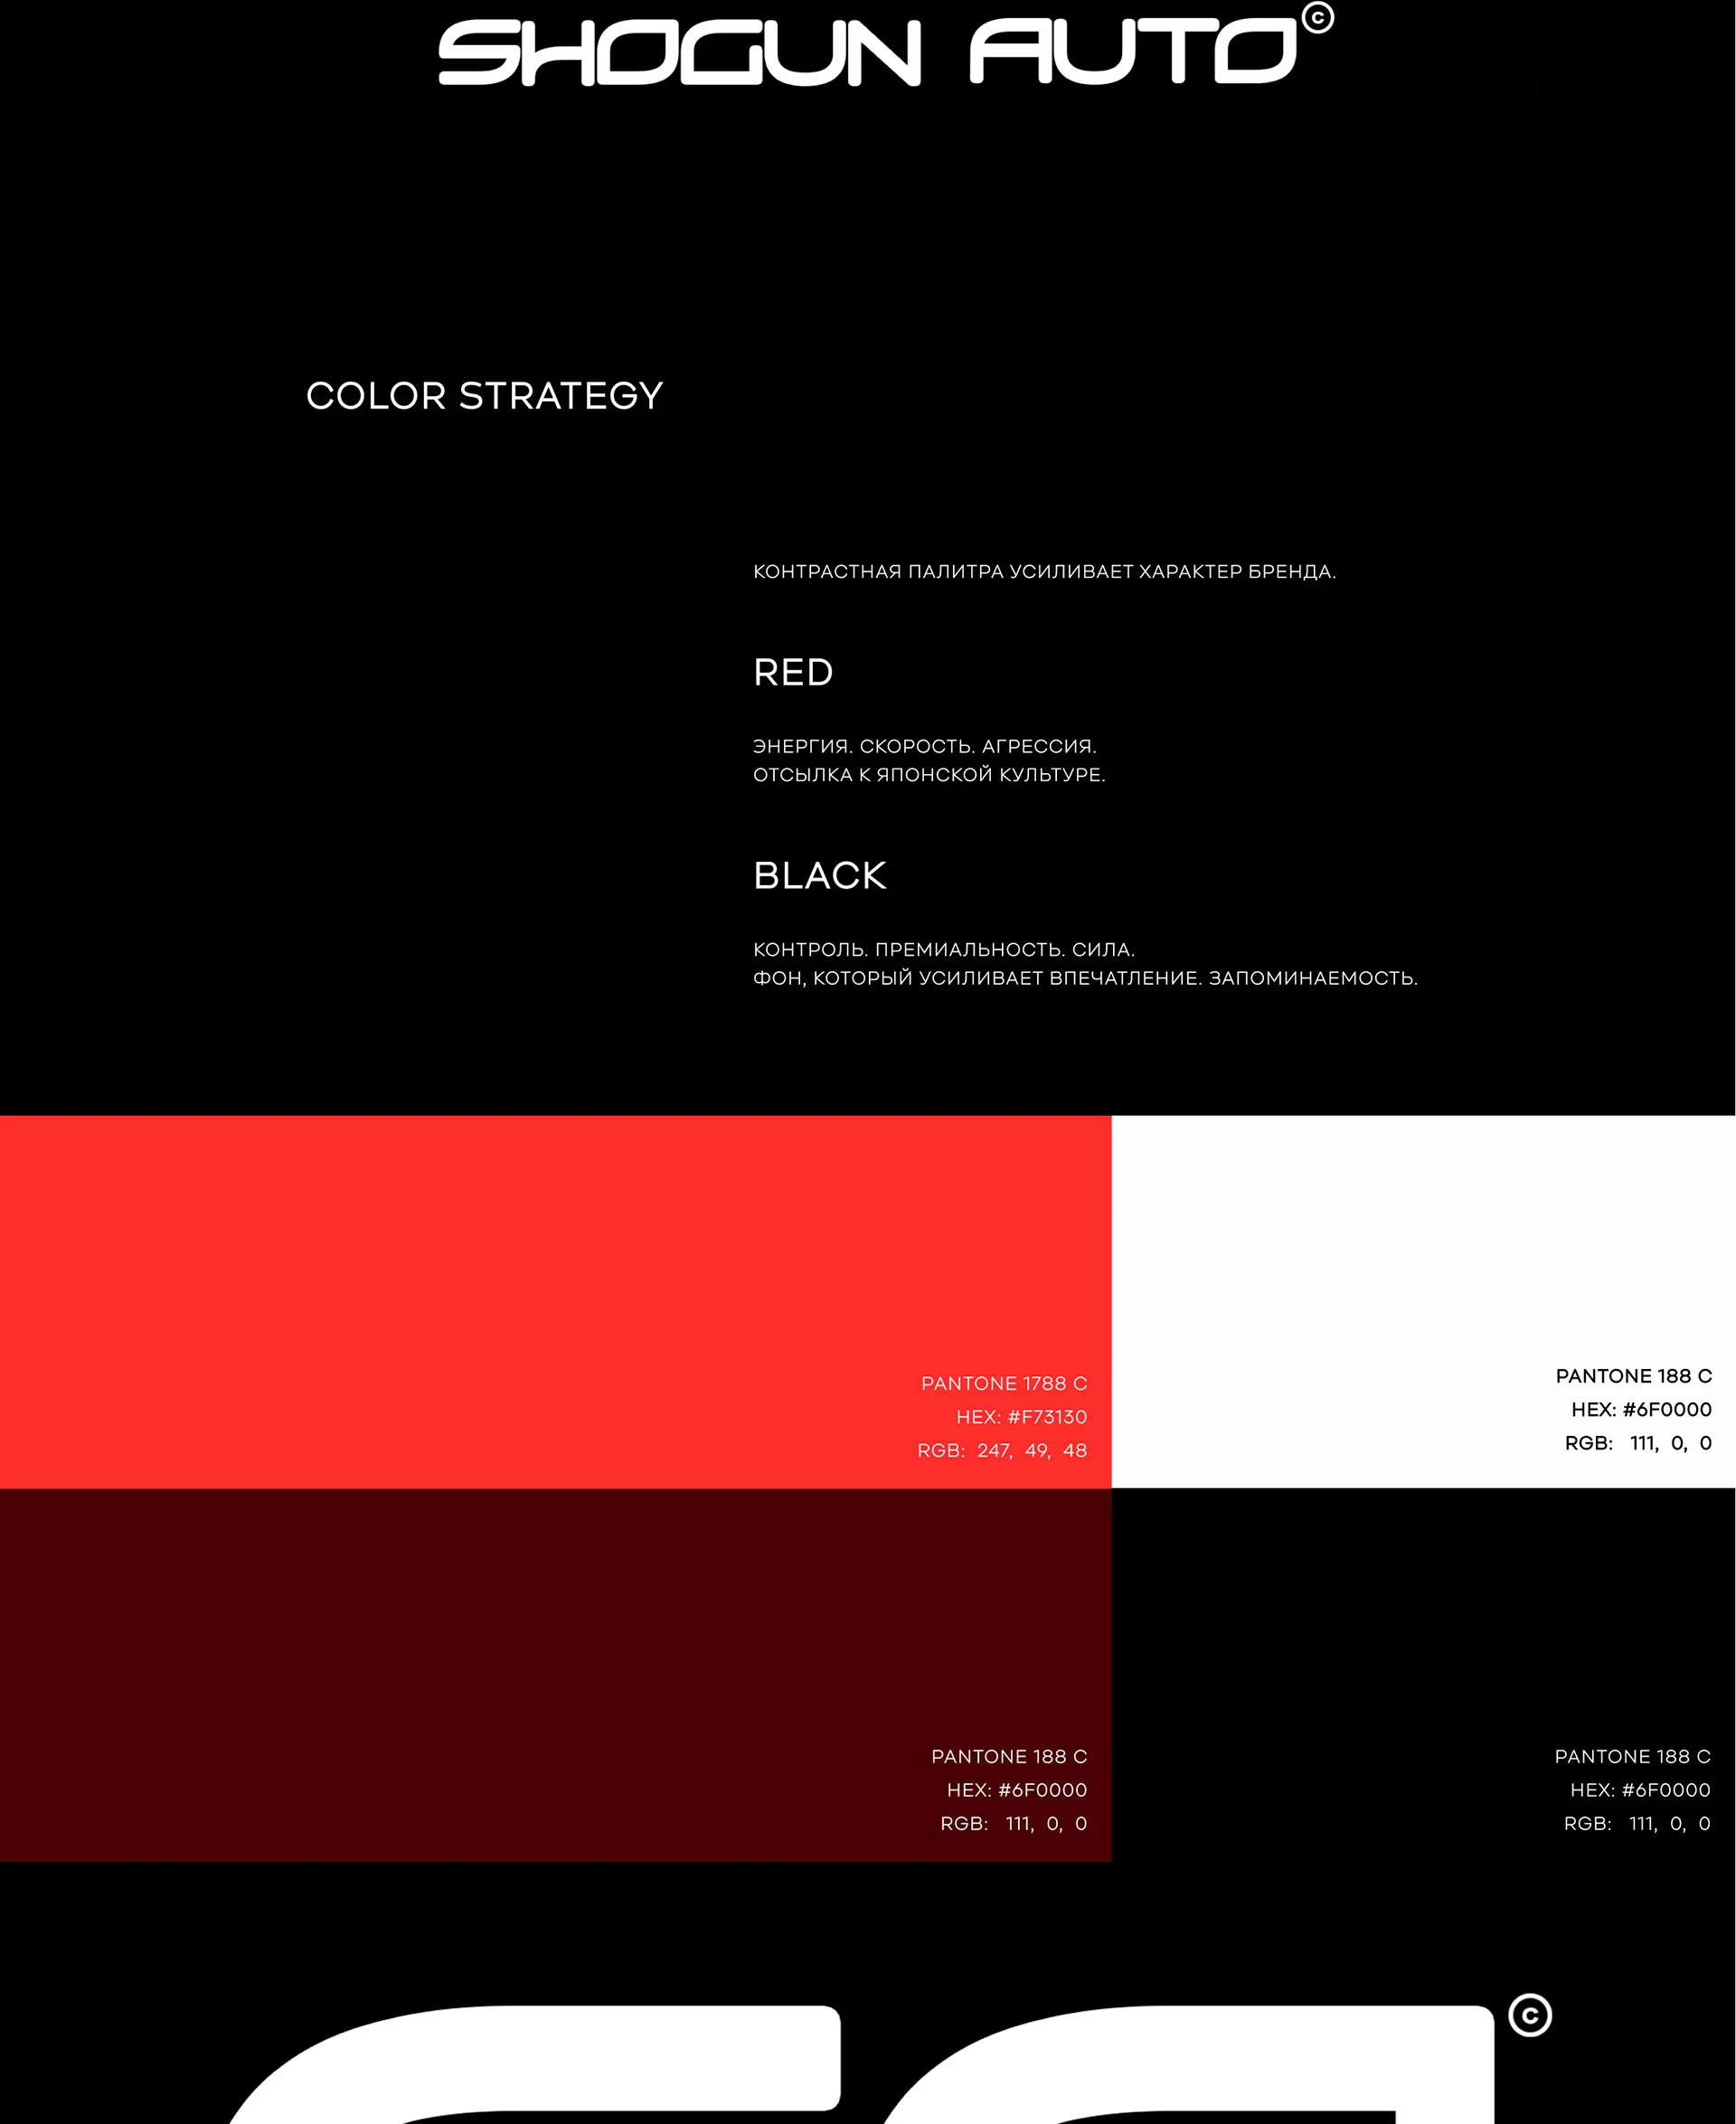 SHOGUN AUTO©
COLOR STRATEGY
КОНТРАСТНАЯ ПАЛИТРА УСИЛИВАЕТ ХАРАКТЕР БРЕНДА.
RED
ЭНЕРГИЯ. СКОРОСТЬ. АГРЕССИЯ.
ОТСЫЛКА К ЯПОНСКОЙ КУЛЬТУРЕ.
BLACK
КОНТРОЛЬ. ПРЕМИАЛЬНОСТЬ. СИЛА.
ФОН, КОТОРЫЙ УСИЛИВАЕТ ВПЕЧАТЛЕНИЕ. ЗАПОМИНАЕМОСТЬ.
PANTONE 1788 C
HEX: #F73130
RGB: 247, 49, 48
PANTONE 188 C
HEX: #6F0000
RGB: 111, 0, 0
PANTONE 188 C
HEX: #6F0000
RGB: 111, 0, 0
PANTONE 188 C
HEX: #6F0000
RGB: 111, 0, 0
©